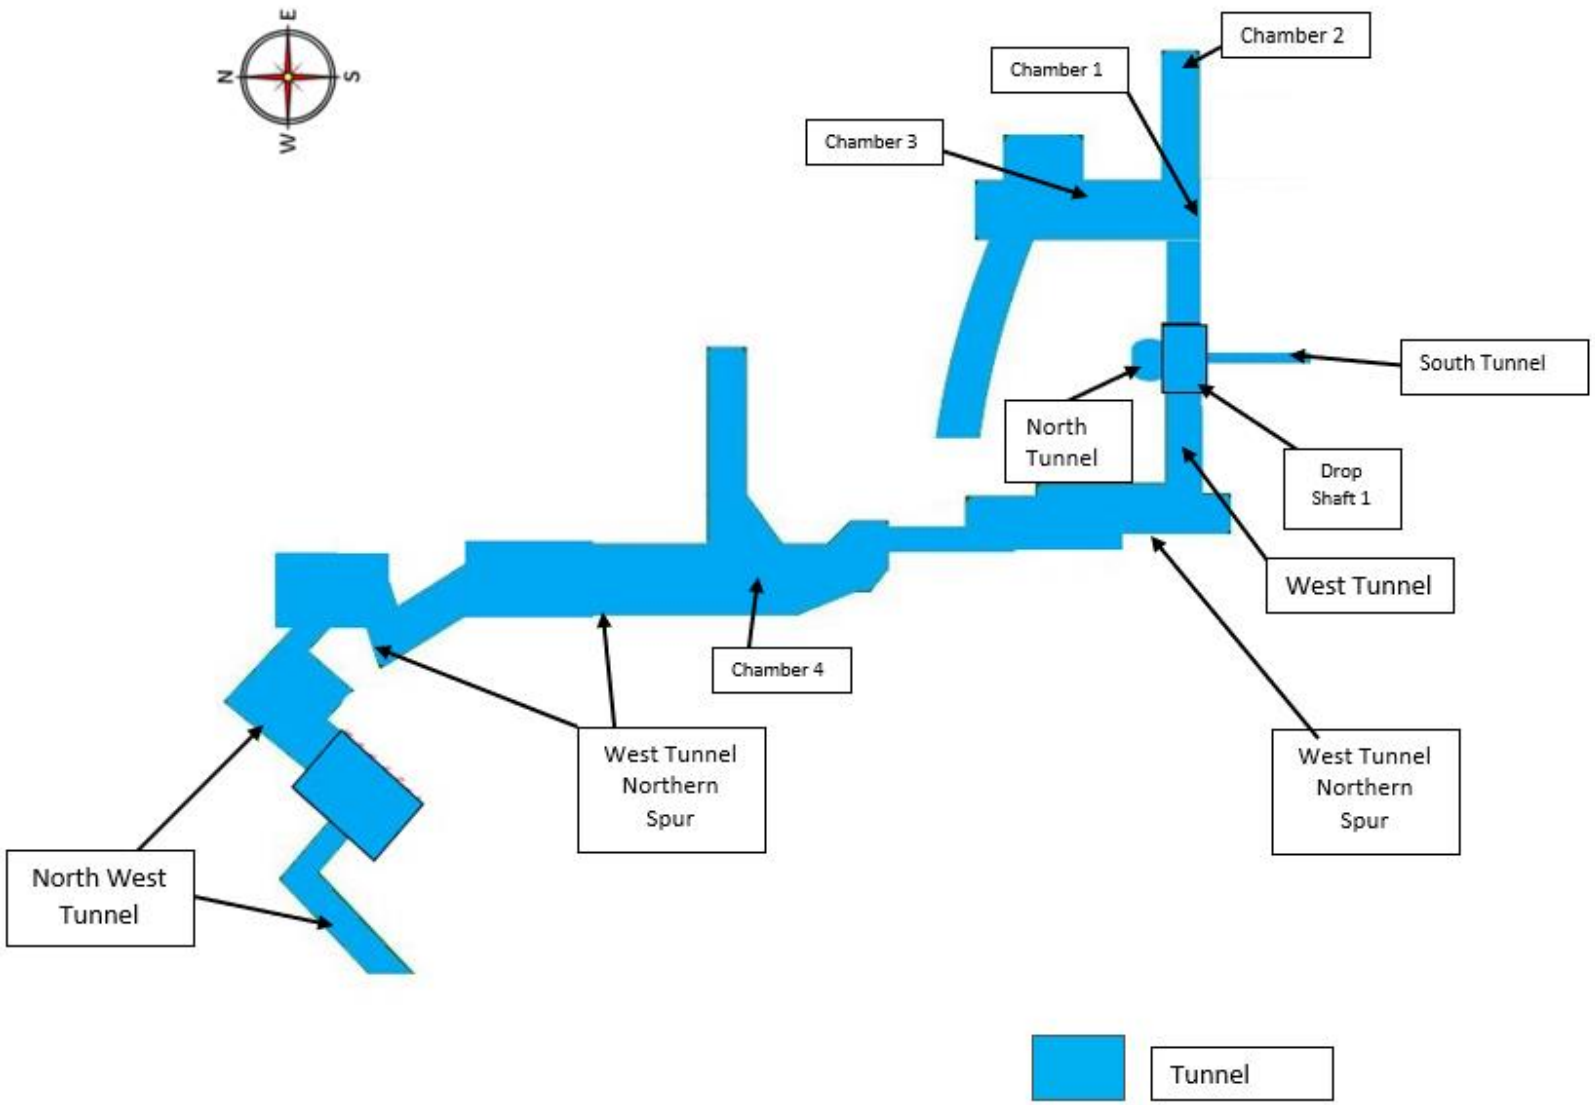 E
N
S
W
Chamber 2
Chamber 1
Chamber 3
South Tunnel
North
Tunnel
Drop
Shaft 1
West Tunnel
Chamber 4
West Tunnel
Northern
Spur
West Tunnel
Northern
Spur
North West
Tunnel
Tunnel